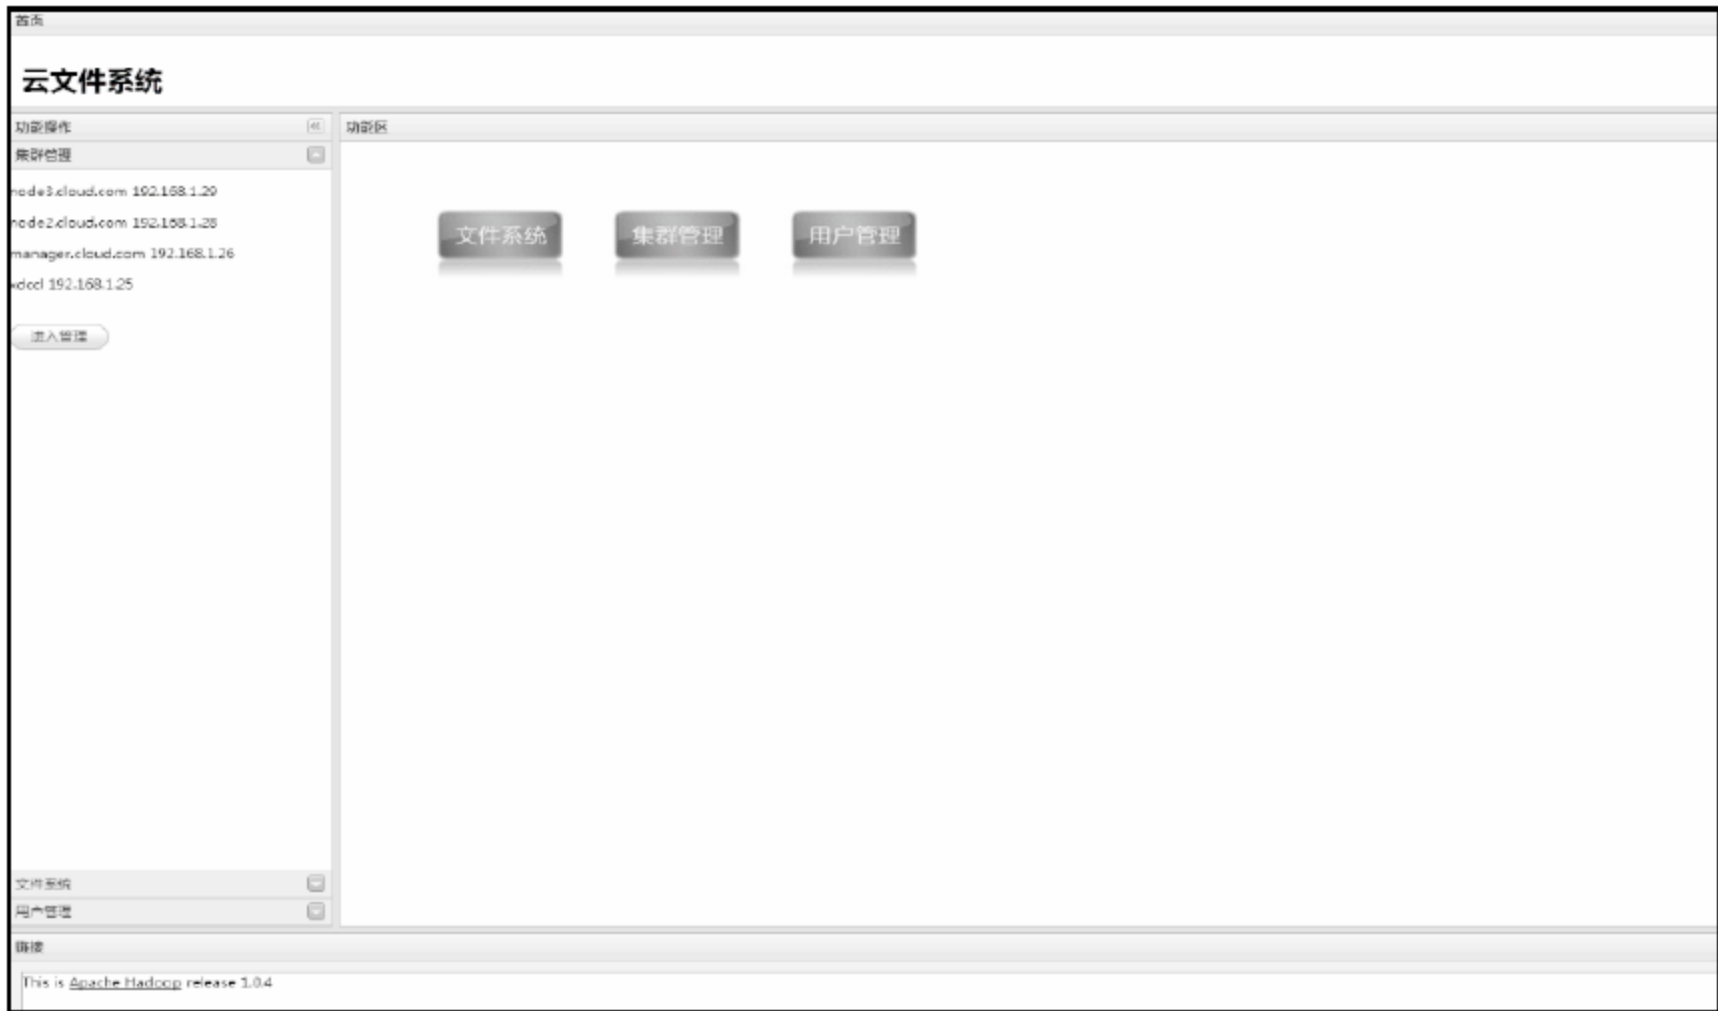 首页
云文件系统
功能操作
集群管理
node3.cloud.com 192.168.1.29
node2.cloud.com 192.168.1.28
manager.cloud.com 192.168.1.26
192.168.1.25
进入管理
文件系统
用户管理
功能区
文件系统
集群管理
用户管理
链接
This is Apache Hadoop release 1.0.4